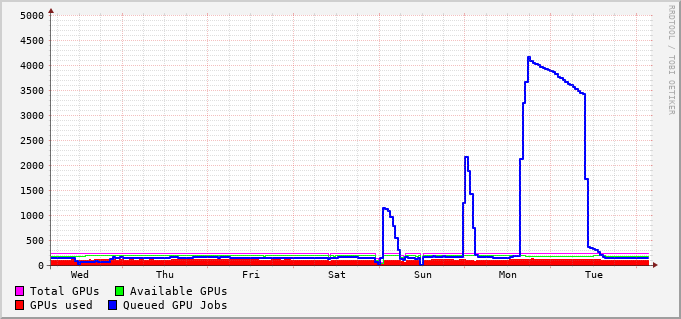 5000
4500
4000
3500
3000
2500
2000
1500
1000
500
0
Wed Thu Fri Sat Sun Mon Tue
Total GPUs Available GPUs
GPUs used Queued GPU Jobs
RRDTOOL / TOBI OETIKER